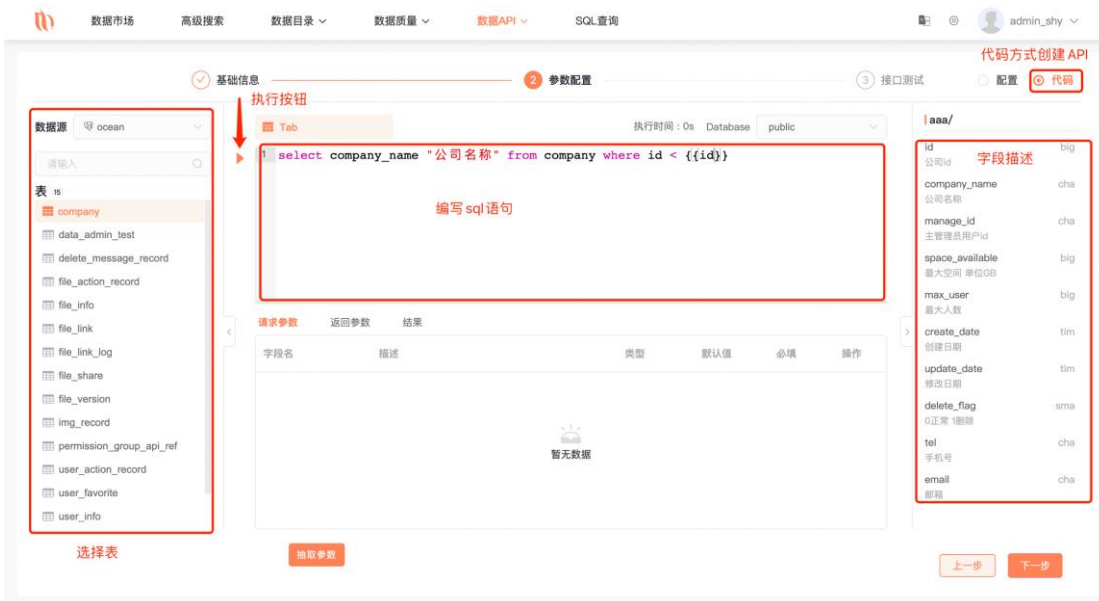 数据市场 高级搜索 数据目录 数据质量 数据API SQL查询 admin_shy
代码方式创建API
基础信息 2 参数配置 3 接口测试 配置 代码
执行按钮
数据源 ocean
请输入
表 15
company
data_admin_test
delete_message_record
file_action_record
file_info
file_link
file_link_log
file_share
file_version
img_record
permission_group_api_ref
user_action_record
user_favorite
user_info
选择表
Tab 执行时间：0s Database public
1 select company_name "公司名称" from company where id < {{id}}
编写sql语句
请求参数 返回参数 结果
字段名 描述 类型 默认值 必填 操作
暂无数据
抽取参数
aaa/
字段描述
id big
公司id
company_name cha
公司名称
manage_id cha
主管理员用户id
space_available big
最大空间 单位GB
max_user big
最大人数
create_date tim
创建日期
update_date tim
修改日期
delete_flag sma
0正常 1删除
tel cha
手机号
email cha
邮箱
上一步 下一步